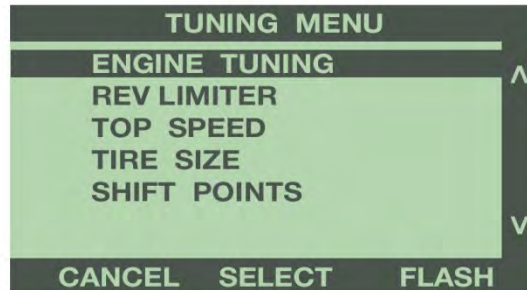 TUNING MENU
ENGINE TUNING
REV LIMITER
TOP SPEED
TIRE SIZE
SHIFT POINTS
CANCEL SELECT FLASH